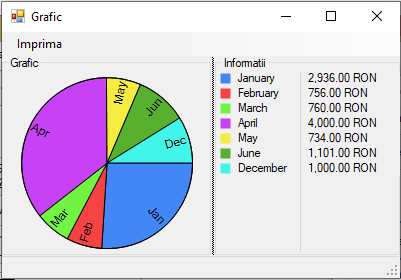 Grafic
Imprima
Grafic
Informatii
May
Jun
Dec
Apr
Mar
Feb
Jan
January 2,936.00 RON
February 756.00 RON
March 760.00 RON
April 4,000.00 RON
May 734.00 RON
June 1,101.00 RON
December 1,000.00 RON